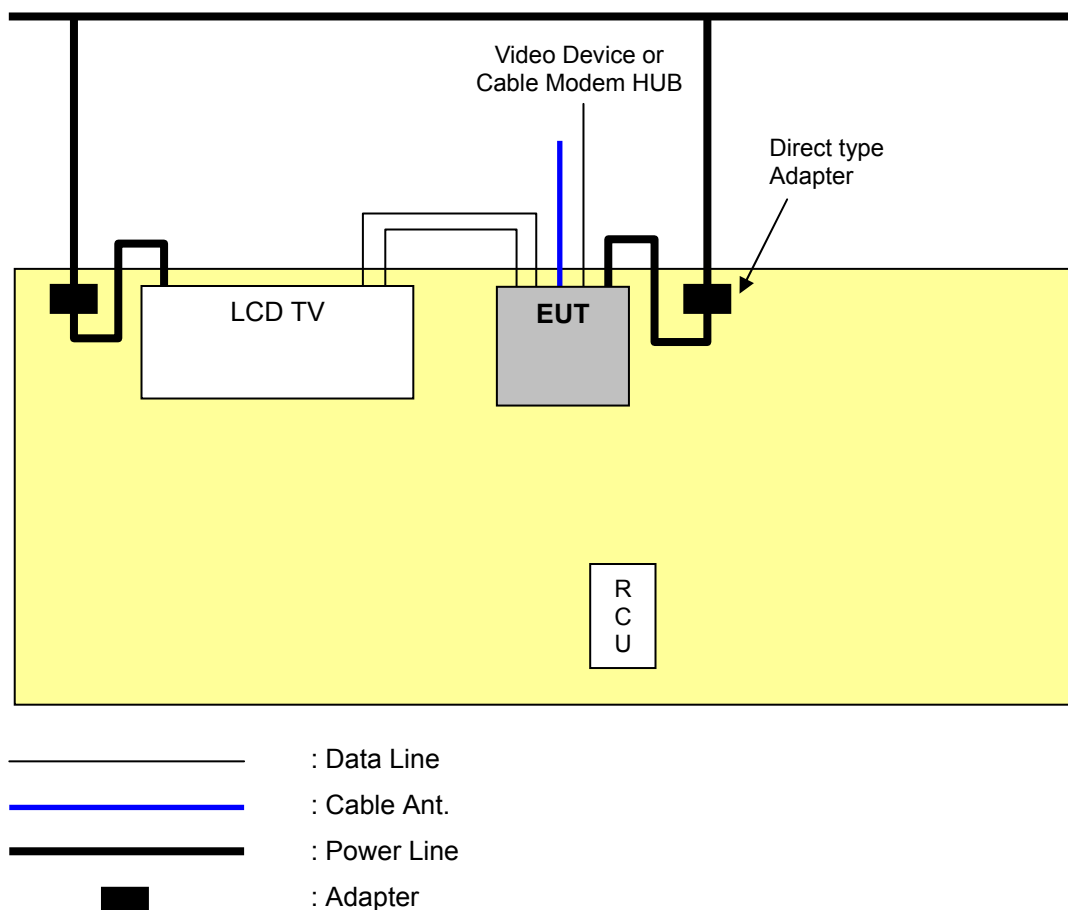 Video Device or
Cable Modem HUB
Direct type
Adapter
LCD TV
EUT
R
C
U
: Data Line
: Cable Ant.
: Power Line
: Adapter